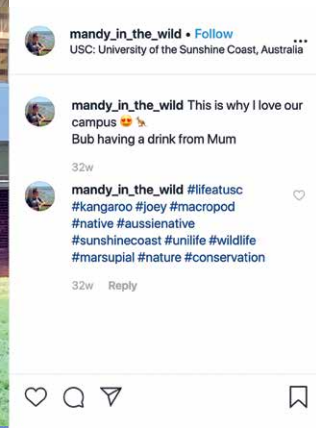 mandy_in_the_wild • Follow
USC: University of the Sunshine Coast, Australia
mandy_in_the_wild This is why I love our
campus 😍 🦘
Bub having a drink from Mum
32w
mandy_in_the_wild #lifeatusc
#kangaroo #joey #macropod
#native #aussienative
#sunshinecoast #unilife #wildlife
#marsupial #nature #conservation
32w Reply